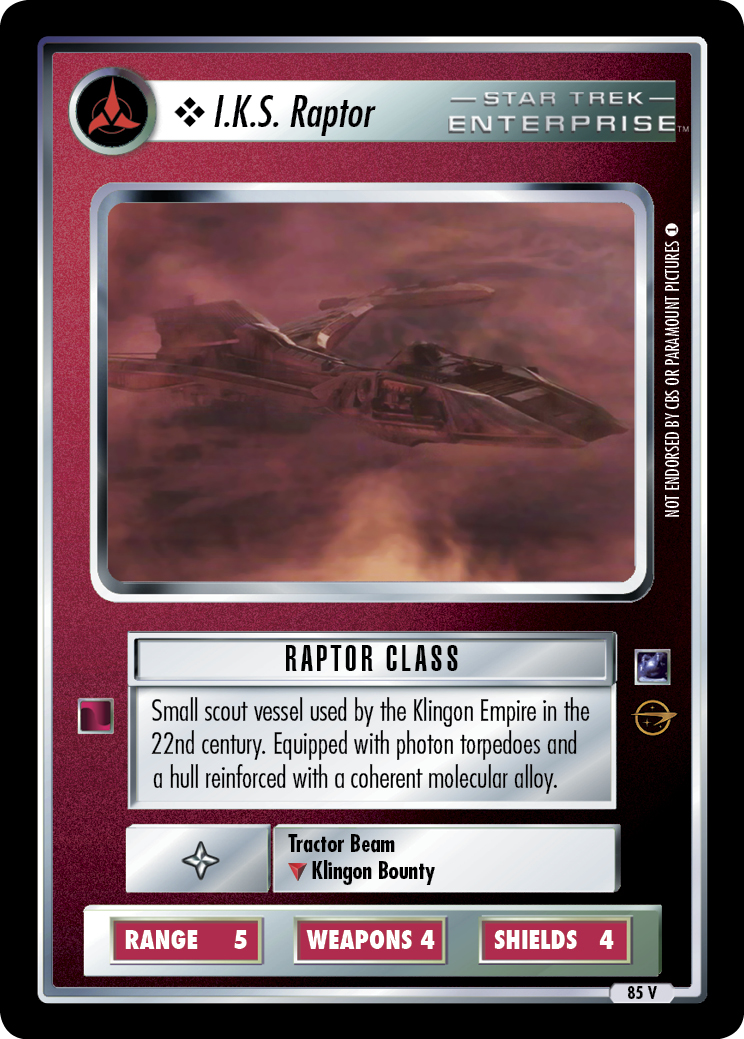 ❖ I.K.S. Raptor
STAR TREK
ENTERPRISE™
NOT ENDORSED BY CBS OR PARAMOUNT PICTURES 1
RAPTOR CLASS
Small scout vessel used by the Klingon Empire in the
22nd century. Equipped with photon torpedoes and
a hull reinforced with a coherent molecular alloy.
Tractor Beam
Klingon Bounty
RANGE 5 WEAPONS 4 SHIELDS 4
85 V